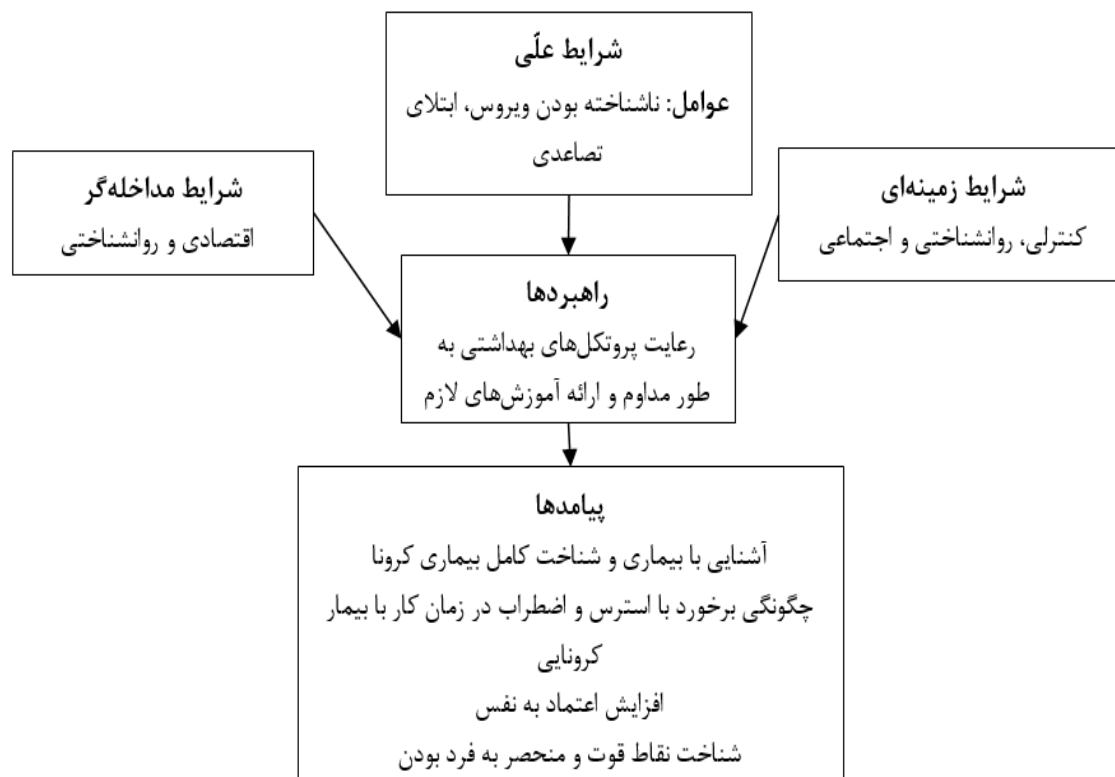 شرایط علّی
عوامل: ناشناخته بودن ویروس، ابتلای
تصاعدی
شرایط زمینه‌ای
کنترلی، روانشناختی و اجتماعی
شرایط مداخله‌گر
اقتصادی و روانشناختی
راهبردها
رعایت پروتکل‌های بهداشتی به
طور مداوم و ارائه آموزش‌های لازم
پیامدها
آشنایی با بیماری و شناخت کامل بیماری کرونا
چگونگی برخورد با استرس و اضطراب در زمان کار با بیمار
کرونایی
افزایش اعتماد به نفس
شناخت نقاط قوت و منحصر به فرد بودن